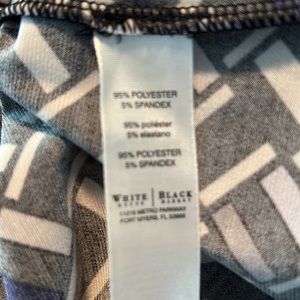 95% POLYESTER
5% SPANDEX
95% poliéster
5% elastano
95% POLYESTER
5% SPANDEX
WHITE HOUSE | BLACK MARKET
11215 METRO PARKWAY
FORT MYERS, FL 33966